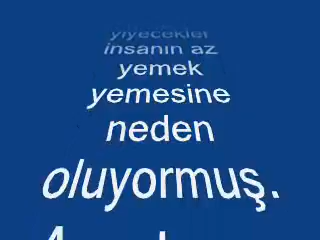 yiyecekler
insanın az
yemek
yemesine
neden
oluyormuş.